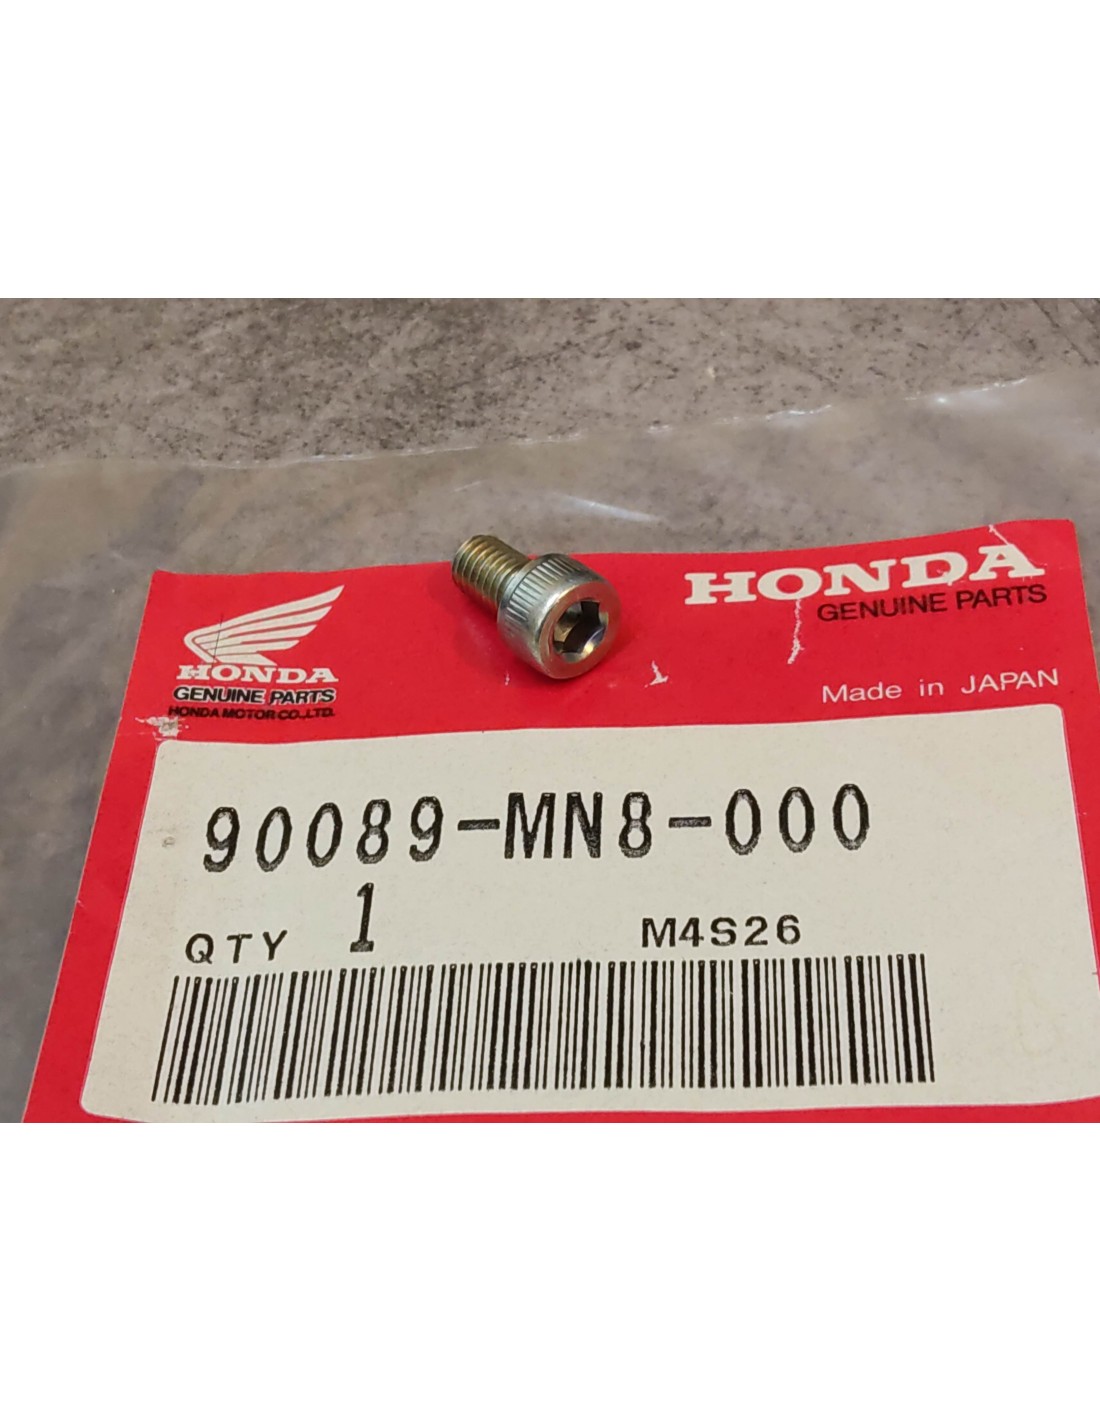 HONDA
GENUINE PARTS
HONDA MOTOR CO.,LTD.
HONDA
GENUINE PARTS
Made in JAPAN
90089-MN8-000
QTY 1 M4S26